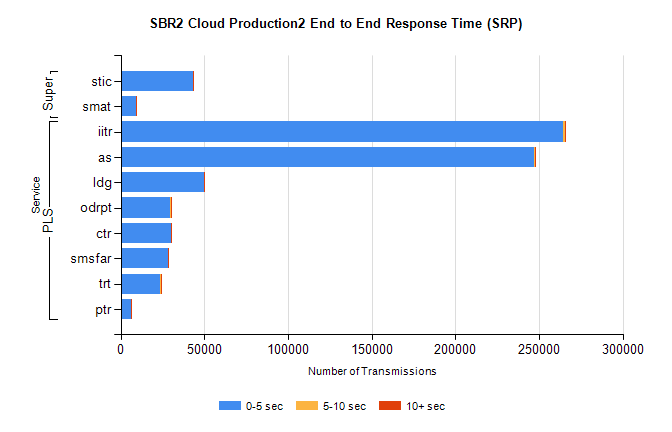 SBR2 Cloud Production2 End to End Response Time (SRP)
Super
stic
smat
Service
PLS
iitr
as
ldg
odrpt
ctr
smsfar
trt
ptr
0 50000 100000 150000 200000 250000 300000
Number of Transmissions
0-5 sec 5-10 sec 10+ sec